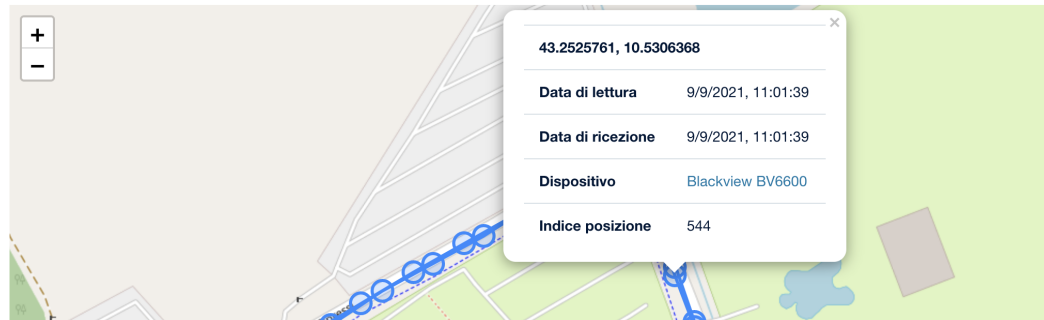 +
−
×
43.2525761, 10.5306368
Data di lettura 9/9/2021, 11:01:39
Data di ricezione 9/9/2021, 11:01:39
Dispositivo Blackview BV6600
Indice posizione 544